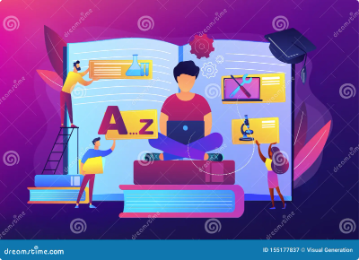 A...Z
dreamstime.com
ID 155177837 © Visual Generation